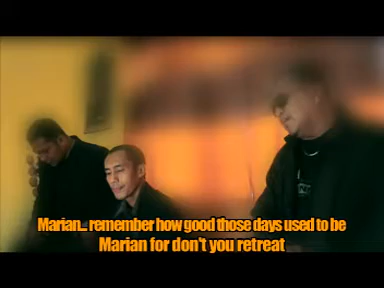 Marian... remember how good those days used to be
Marian for don't you retreat